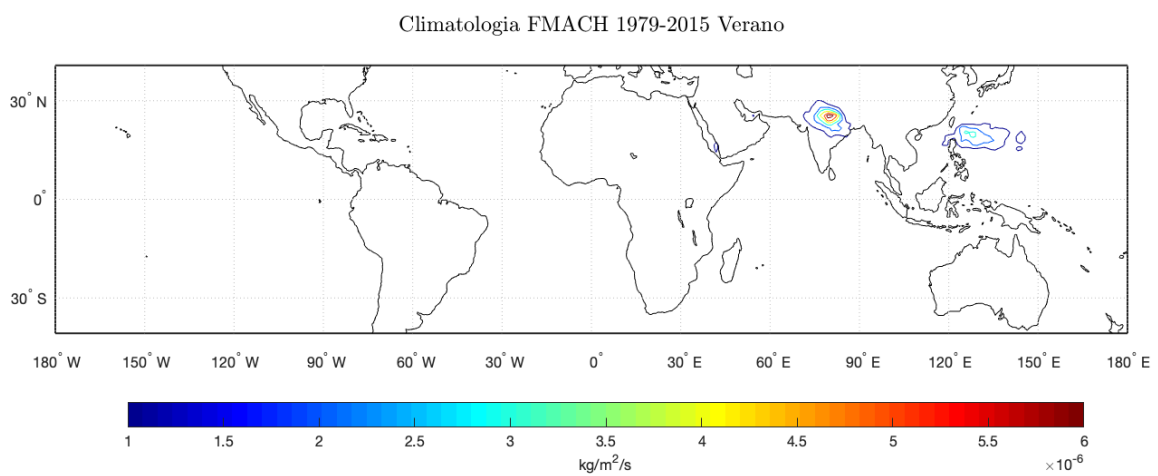 Climatologia FMACH 1979-2015 Verano
30° N
0°
30° S
180° W 150° W 120° W 90° W 60° W 30° W 0° 30° E 60° E 90° E 120° E 150° E 180° E
1 1.5 2 2.5 3 3.5 4 4.5 5 5.5 6
kg/m²/s ×10⁻⁶